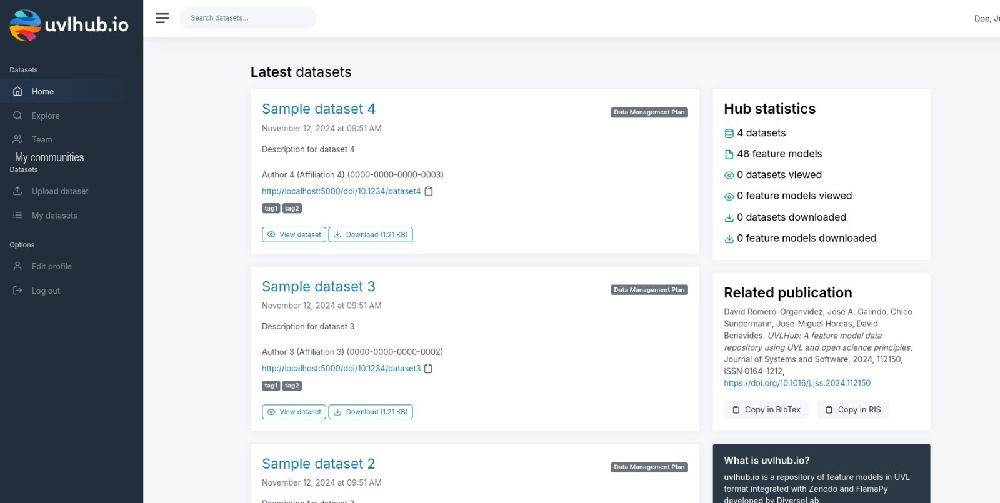 uvlhub.io
Datasets
Home
Explore
Team
My communities
Datasets
Upload dataset
My datasets
Options
Edit profile
Log out
Search datasets...
Doe, Jo
Latest datasets
Sample dataset 4
Data Management Plan
November 12, 2024 at 09:51 AM
Description for dataset 4
Author 4 (Affiliation 4) (0000-0000-0000-0003)
http://localhost:5000/doi/10.1234/dataset4
tag1 tag2
View dataset Download (1.21 KB)
Sample dataset 3
Data Management Plan
November 12, 2024 at 09:51 AM
Description for dataset 3
Author 3 (Affiliation 3) (0000-0000-0000-0002)
http://localhost:5000/doi/10.1234/dataset3
tag1 tag2
View dataset Download (1.21 KB)
Sample dataset 2
Data Management Plan
November 12, 2024 at 09:51 AM
Description for dataset 2
Hub statistics
4 datasets
48 feature models
0 datasets viewed
0 feature models viewed
0 datasets downloaded
0 feature models downloaded
Related publication
David Romero-Organvidez, José A. Galindo, Chico
Sundermann, Jose-Miguel Horcas, David
Benavides. UVLHub: A feature model data
repository using UVL and open science principles,
Journal of Systems and Software, 2024, 112150,
ISSN 0164-1212,
https://doi.org/10.1016/j.jss.2024.112150
Copy in BibTex Copy in RIS
What is uvlhub.io?
uvlhub.io is a repository of feature models in UVL
format integrated with Zenodo and FlamaPy
developed by DiversoLab